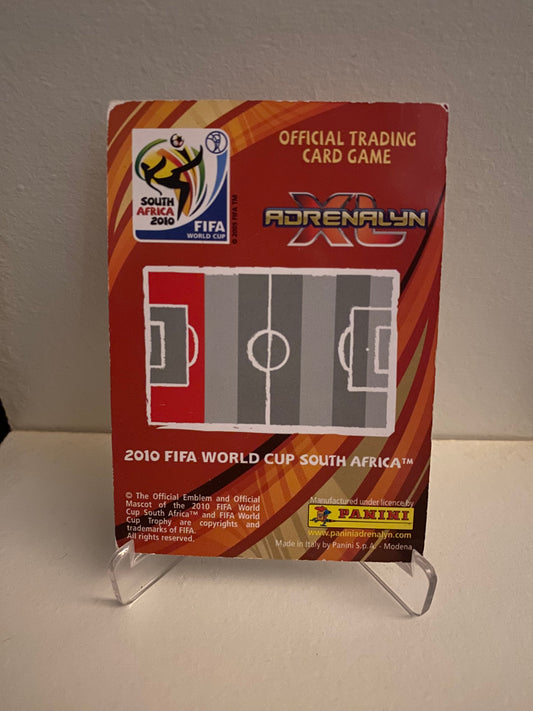 OFFICIAL TRADING
CARD GAME
SOUTH
AFRICA
2010
FIFA
WORLD CUP
© 2005 FIFA TM
ADRENALYN
XL
2010 FIFA WORLD CUP SOUTH AFRICA™
© The Official Emblem and Official
Mascot of the 2010 FIFA World
Cup South Africa™ and FIFA World
Cup Trophy are copyrights and
trademarks of FIFA.
All rights reserved.
Manufactured under licence by
PANINI
www.paniniadrenalyn.com
Made in Italy by Panini S.p.A. - Modena